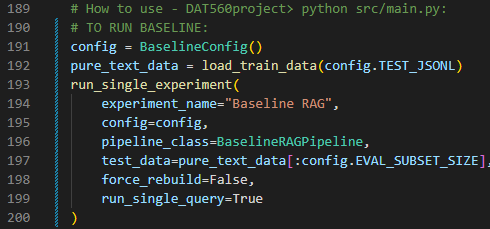 189 # How to use - DAT560project> python src/main.py:
190 # TO RUN BASELINE:
191 config = BaselineConfig()
192 pure_text_data = load_train_data(config.TEST_JSONL)
193 run_single_experiment(
194 experiment_name="Baseline RAG",
195 config=config,
196 pipeline_class=BaselineRAGPipeline,
197 test_data=pure_text_data[:config.EVAL_SUBSET_SIZE],
198 force_rebuild=False,
199 run_single_query=True
200 )